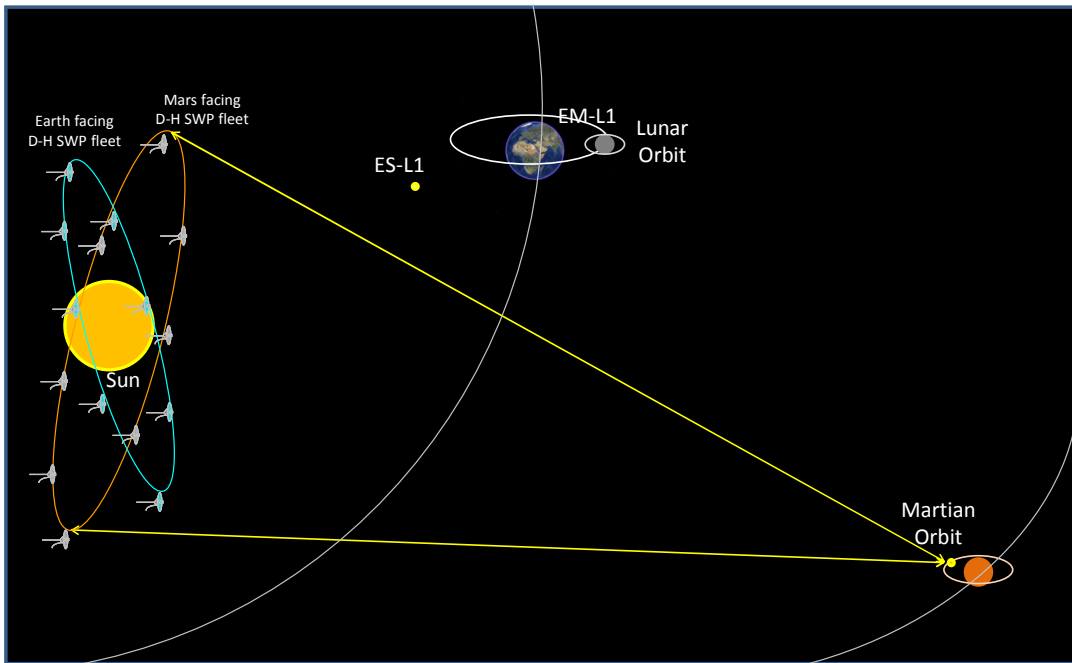 Mars facing
D-H SWP fleet
Earth facing
D-H SWP fleet
EM-L1
Lunar
Orbit
ES-L1
Sun
Martian
Orbit